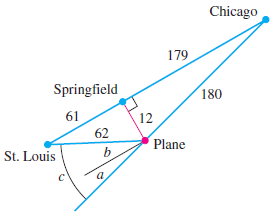 Chicago
179
Springfield
180
61
12
62
Plane
St. Louis
b
c
a